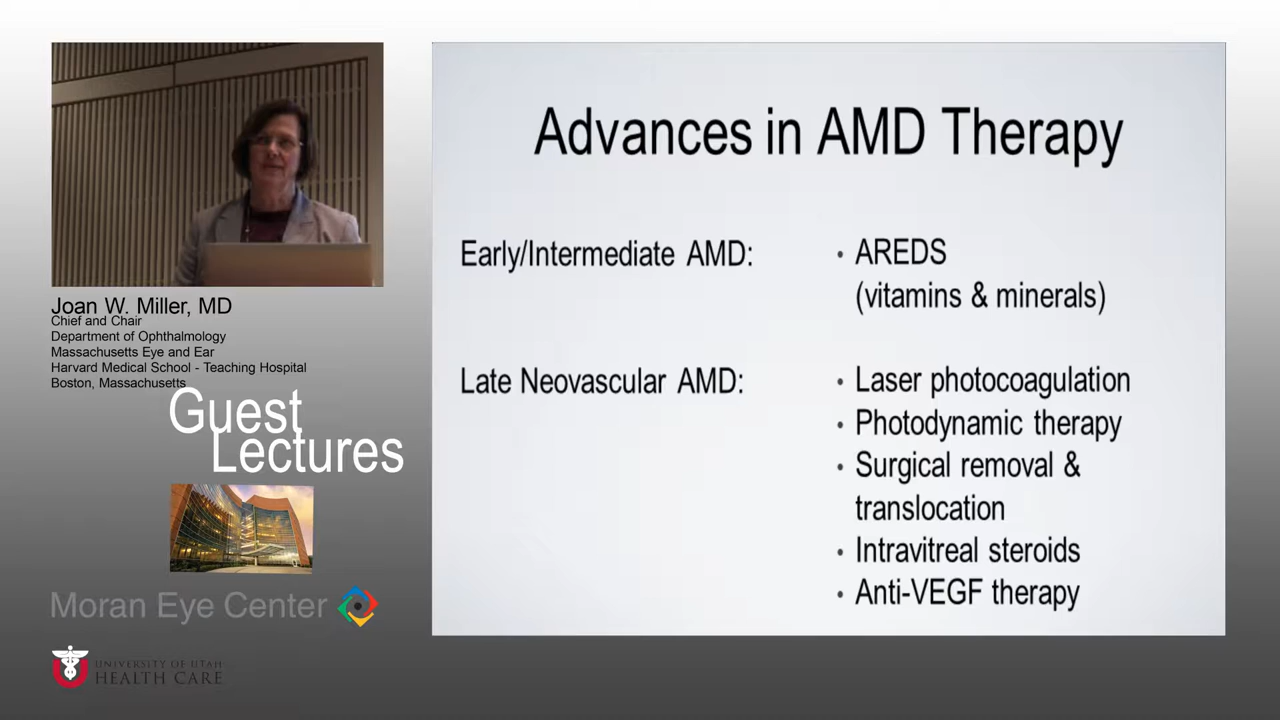 Joan W. Miller, MD
Chief and Chair
Department of Ophthalmology
Massachusetts Eye and Ear
Harvard Medical School - Teaching Hospital
Boston, Massachusetts
Guest
Lectures
Moran Eye Center
UNIVERSITY OF UTAH
HEALTH CARE
Advances in AMD Therapy
Early/Intermediate AMD:
• AREDS
(vitamins & minerals)
Late Neovascular AMD:
• Laser photocoagulation
• Photodynamic therapy
• Surgical removal &
translocation
• Intravitreal steroids
• Anti-VEGF therapy